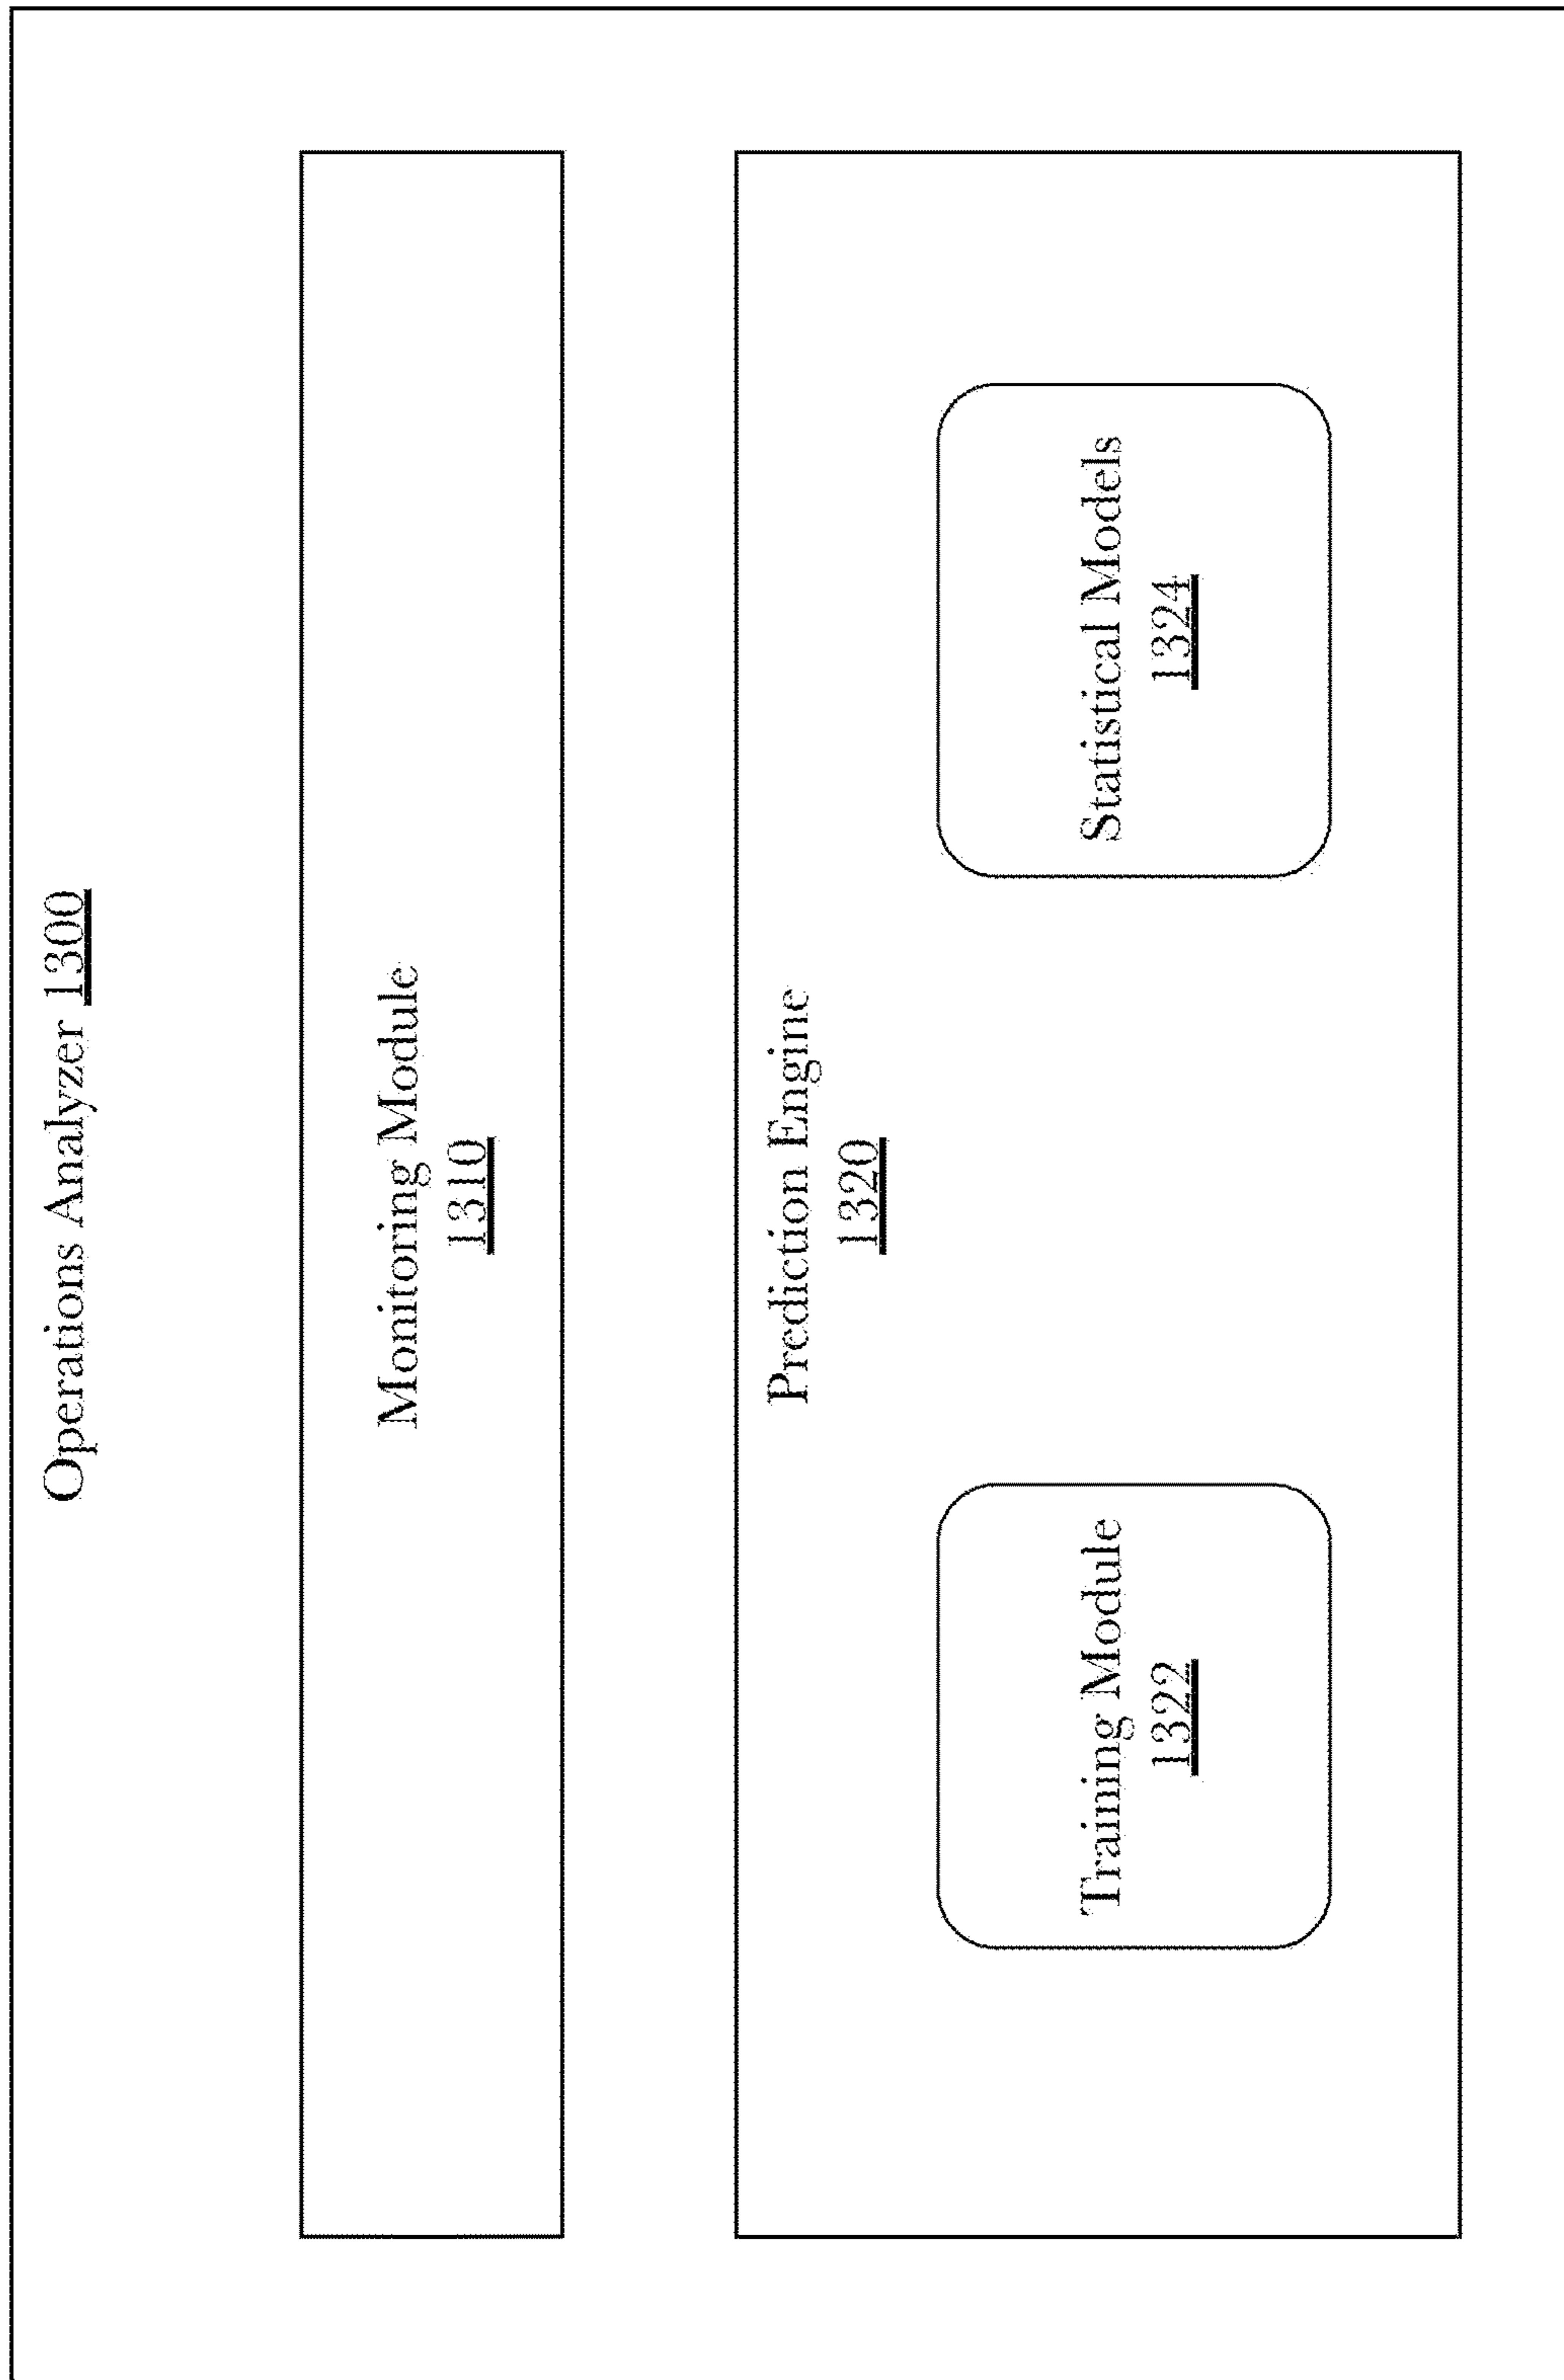 Operations Analyzer 1300
Monitoring Module
1310
Prediction Engine
1320
Training Module
1322
Statistical Models
1324